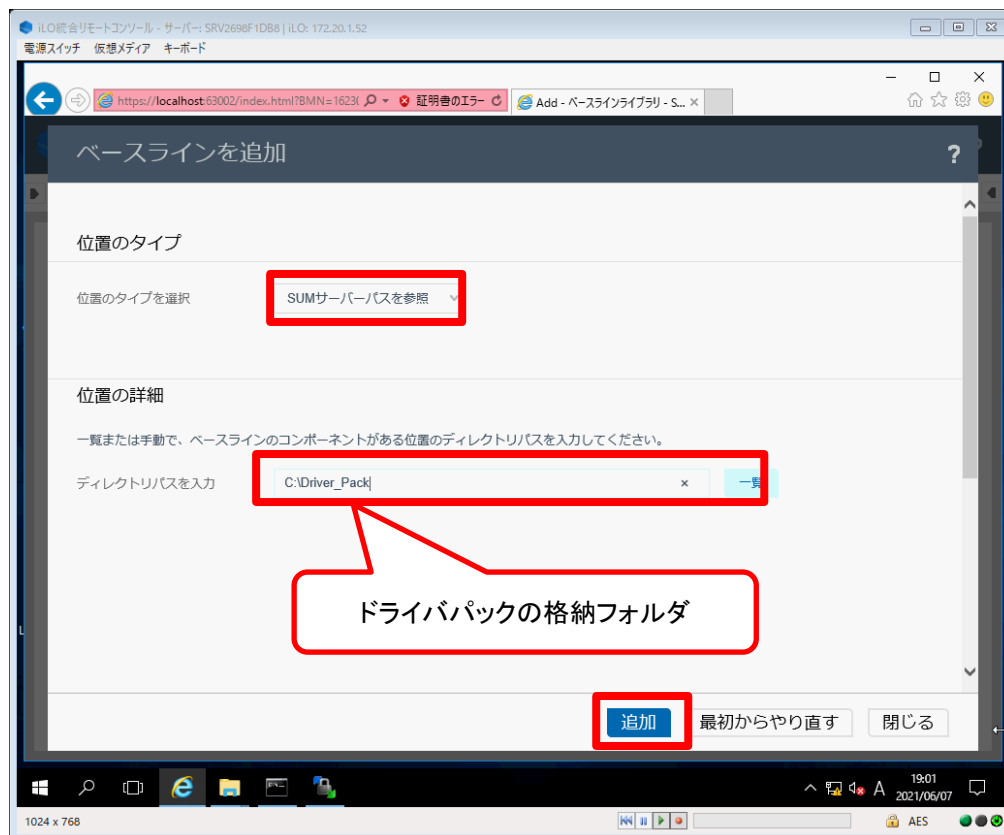 iLO統合リモートコンソール - サーバー: SRV2698F1DB8 | iLO: 172.20.1.52
電源スイッチ 仮想メディア キーボード
https://localhost:63002/index.html?BMN=1623( 証明書のエラー Add - ベースラインライブラリ - S...
ベースラインを追加 ?
位置のタイプ
位置のタイプを選択 SUMサーバーパスを参照
位置の詳細
一覧または手動で、ベースラインのコンポーネントがある位置のディレクトリパスを入力してください。
ディレクトリパスを入力 C:\Driver_Pack × 一覧
ドライバパックの格納フォルダ
追加 最初からやり直す 閉じる
A 19:01
2021/06/07
1024 x 768 AES